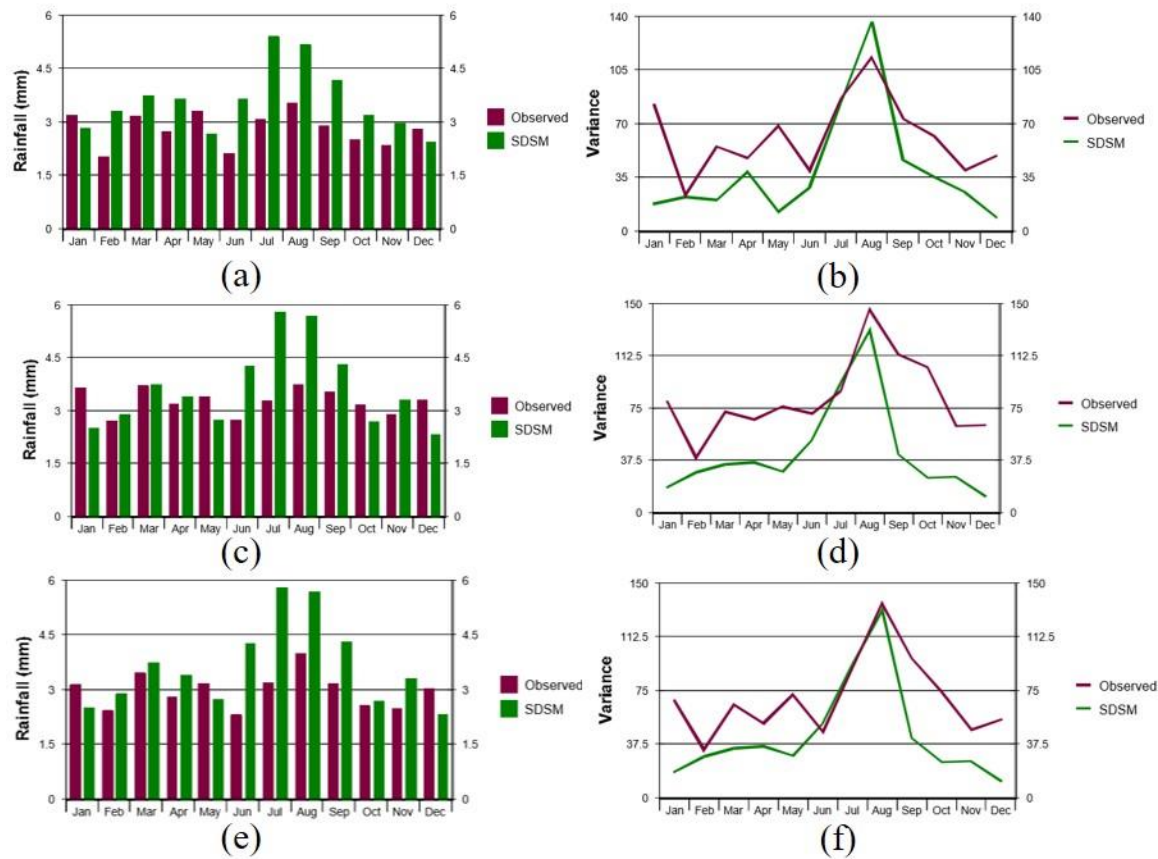 6 6 140 140
4.5 4.5 105 105
3 3 70 70
1.5 1.5 35 35
0 0 0 0
Rainfall (mm)
Observed
SDSM
Variance
Observed
SDSM
Jan Feb Mar Apr May Jun Jul Aug Sep Oct Nov Dec
Jan Feb Mar Apr May Jun Jul Aug Sep Oct Nov Dec
(a) (b)
6 6 150 150
4.5 4.5 112.5 112.5
3 3 75 75
1.5 1.5 37.5 37.5
0 0 0 0
Rainfall (mm)
Observed
SDSM
Variance
Observed
SDSM
Jan Feb Mar Apr May Jun Jul Aug Sep Oct Nov Dec
Jan Feb Mar Apr May Jun Jul Aug Sep Oct Nov Dec
(c) (d)
6 6 150 150
4.5 4.5 112.5 112.5
3 3 75 75
1.5 1.5 37.5 37.5
0 0 0 0
Rainfall (mm)
Observed
SDSM
Variance
Observed
SDSM
Jan Feb Mar Apr May Jun Jul Aug Sep Oct Nov Dec
Jan Feb Mar Apr May Jun Jul Aug Sep Oct Nov Dec
(e) (f)